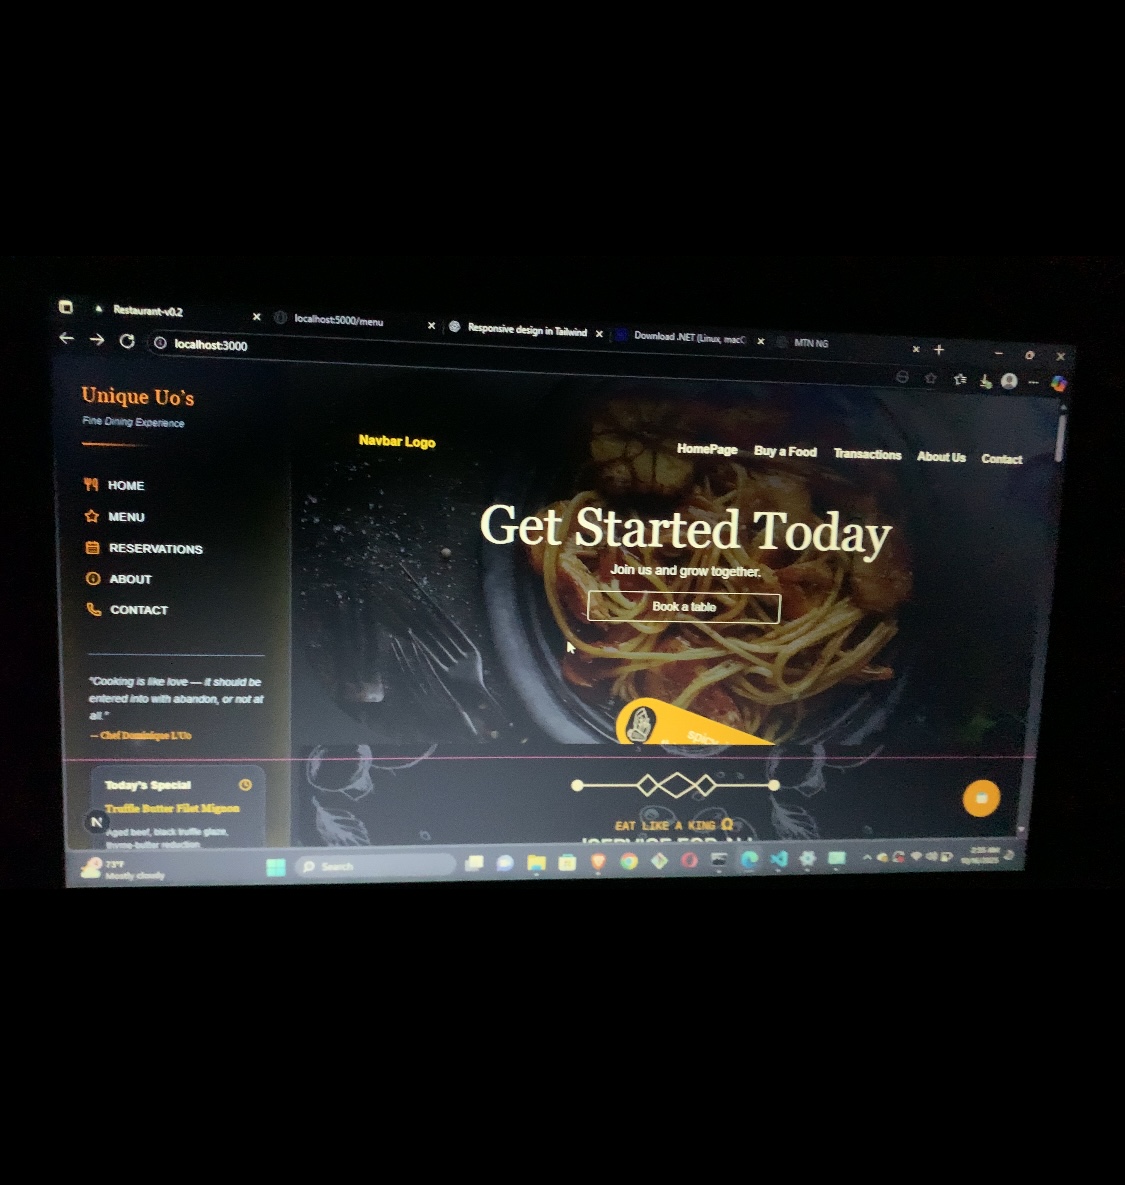 Restaurant-v0.2
localhost:5000/menu
Responsive design in Tailwind
Download .NET (Linux, macO
MTN NG
localhost:3000
Unique Uo's
Fine Dining Experience
Navbar Logo
HomePage
Buy a Food
Transactions
About Us
Contact
HOME
MENU
RESERVATIONS
ABOUT
CONTACT
Get Started Today
Join us and grow together.
Book a table
"Cooking is like love — it should be
entered into with abandon, or not at
all."
— Chef Dominique L'Uo
spicy
Today's Special
Truffle Butter Filet Mignon
Aged beef, black truffle glaze,
thyme-butter reduction
N
EAT LIKE A KING Ω
73°F
Mostly cloudy
Search